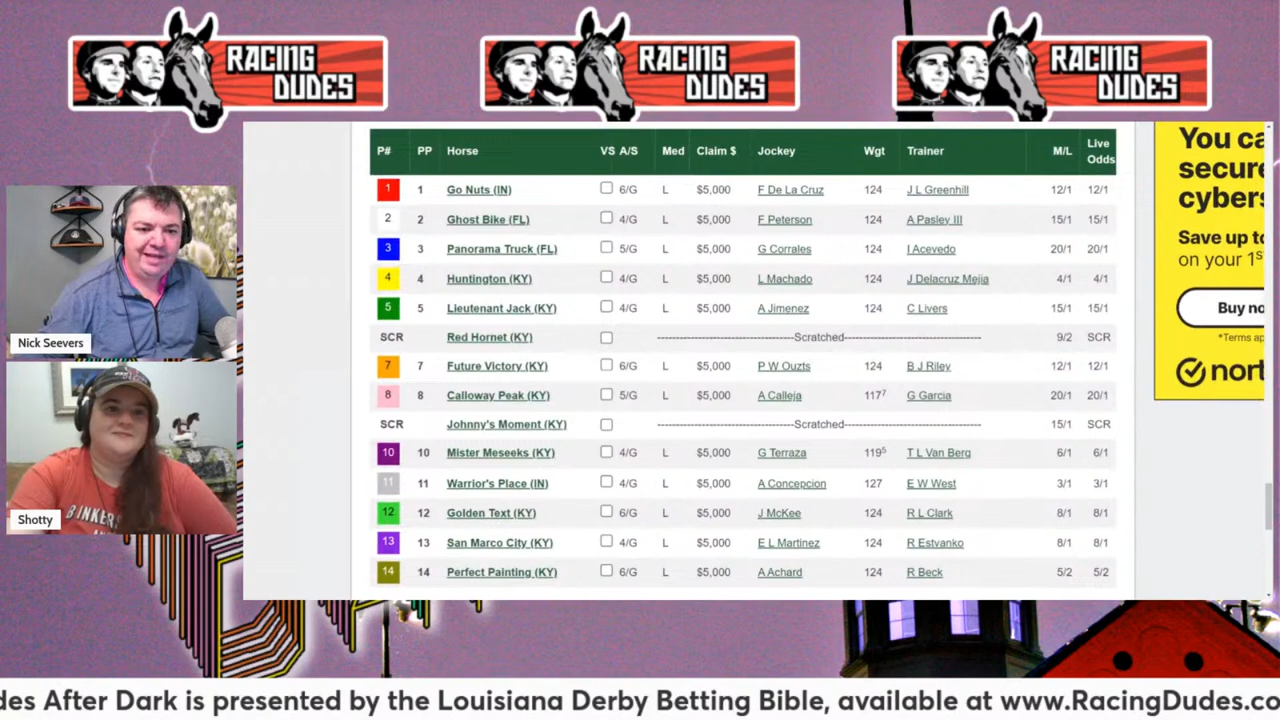 RACING DUDES
RACING DUDES
RACING DUDES
P# PP Horse VS A/S Med Claim $ Jockey Wgt Trainer M/L Live Odds
1 1 Go Nuts (IN) 6/G L $5,000 F De La Cruz 124 J L Greenhill 12/1 12/1
2 2 Ghost Bike (FL) 4/G L $5,000 F Peterson 124 A Pasley III 15/1 15/1
3 3 Panorama Truck (FL) 5/G L $5,000 G Corrales 124 I Acevedo 20/1 20/1
4 4 Huntington (KY) 4/G L $5,000 L Machado 124 J Delacruz Mejia 4/1 4/1
5 5 Lieutenant Jack (KY) 4/G L $5,000 A Jimenez 124 C Livers 15/1 15/1
SCR Red Hornet (KY) ---Scratched--- 9/2 SCR
7 7 Future Victory (KY) 6/G L $5,000 P W Ouzts 124 B J Riley 12/1 12/1
8 8 Calloway Peak (KY) 5/G L $5,000 A Calleja 117⁷ G Garcia 20/1 20/1
SCR Johnny's Moment (KY) ---Scratched--- 15/1 SCR
10 10 Mister Meseeks (KY) 4/G L $5,000 G Terraza 119⁵ T L Van Berg 6/1 6/1
11 11 Warrior's Place (IN) 4/G L $5,000 A Concepcion 127 E W West 3/1 3/1
12 12 Golden Text (KY) 6/G L $5,000 J McKee 124 R L Clark 8/1 8/1
13 13 San Marco City (KY) 4/G L $5,000 E L Martinez 124 R Estvanko 8/1 8/1
14 14 Perfect Painting (KY) 6/G L $5,000 A Achard 124 R Beck 5/2 5/2
You ca
secure
cybers
Save up to
on your 1st
Buy no
*Terms ap
nort
Nick Seevers
BINKERS
Shotty
des After Dark is presented by the Louisiana Derby Betting Bible, available at www.RacingDudes.co